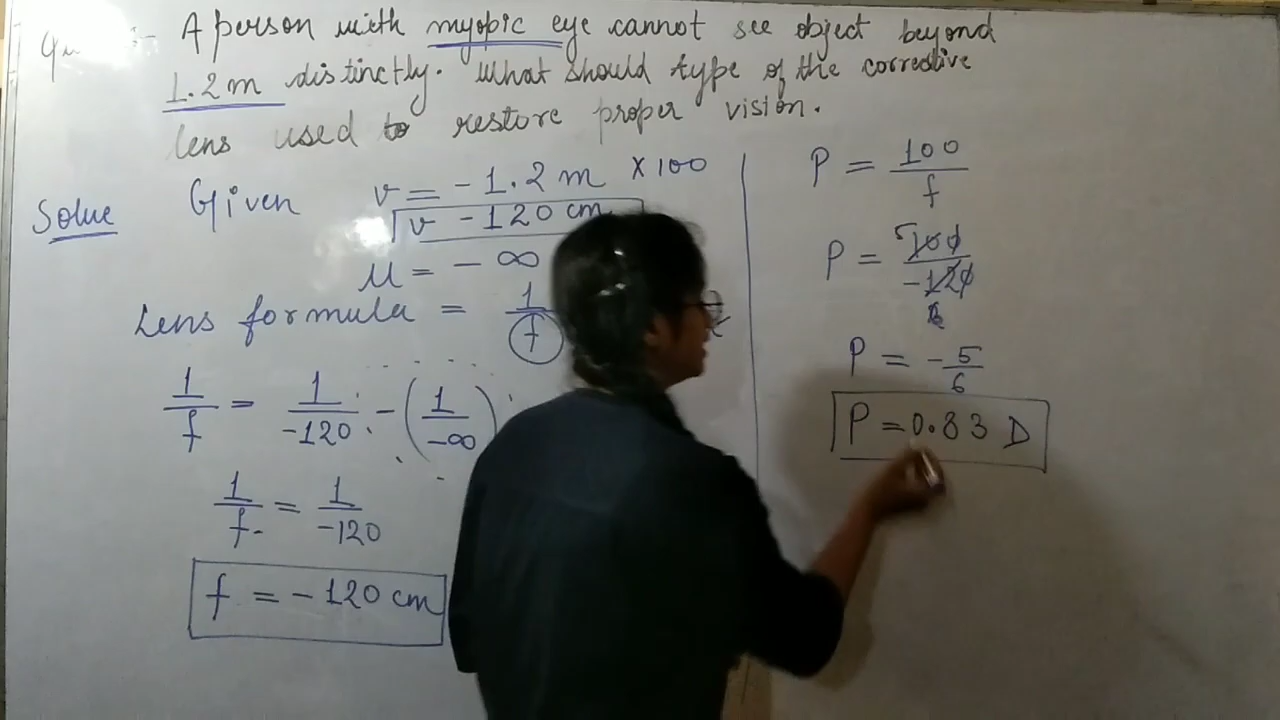 A person with myopic eye cannot see object beyond
1.2m distinctly. What should type of the corrective
lens used to restore proper vision.
Solve Given v = -1.2 m × 100
v -120 cm
u = - ∞
Lens formula = 1/f
1/f = 1/-120 - (1/-∞)
1/f = 1/-120
f = - 120 cm
P = 100/f
P = 100/-120
5
6
P = -5/6
P = 0.83 D